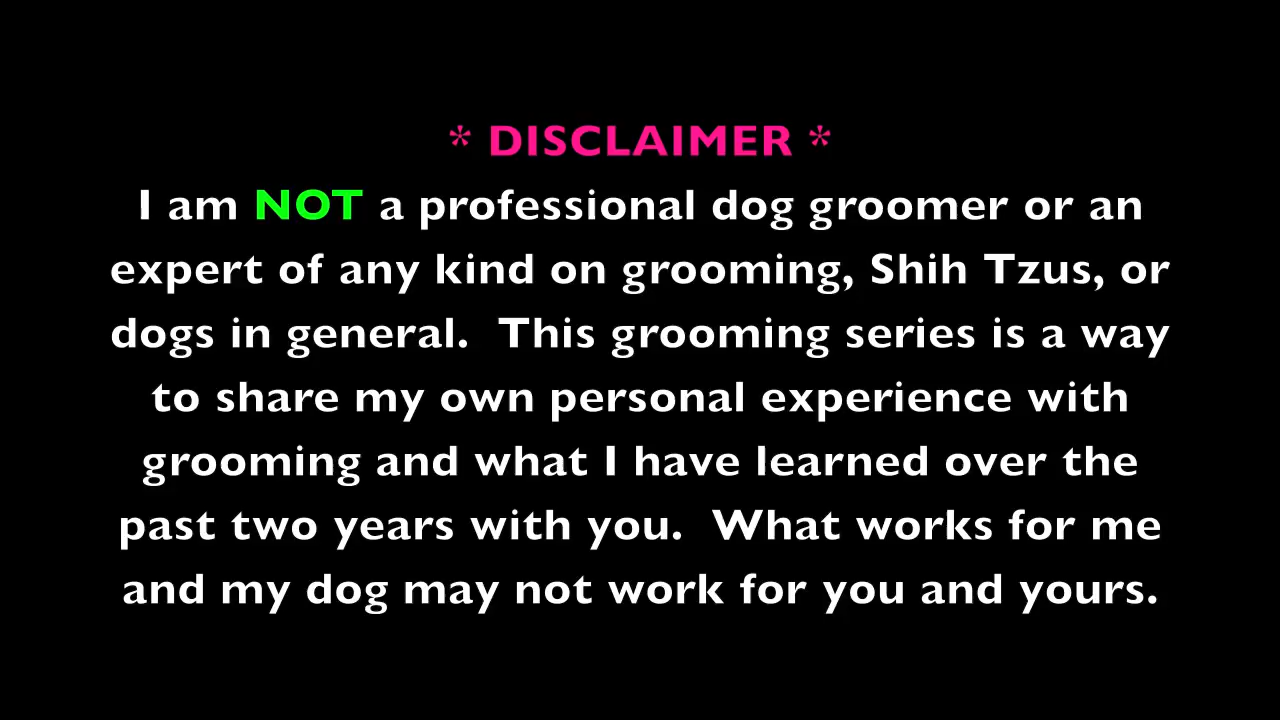 * DISCLAIMER *
I am NOT a professional dog groomer or an
expert of any kind on grooming, Shih Tzus, or
dogs in general.  This grooming series is a way
to share my own personal experience with
grooming and what I have learned over the
past two years with you.  What works for me
and my dog may not work for you and yours.